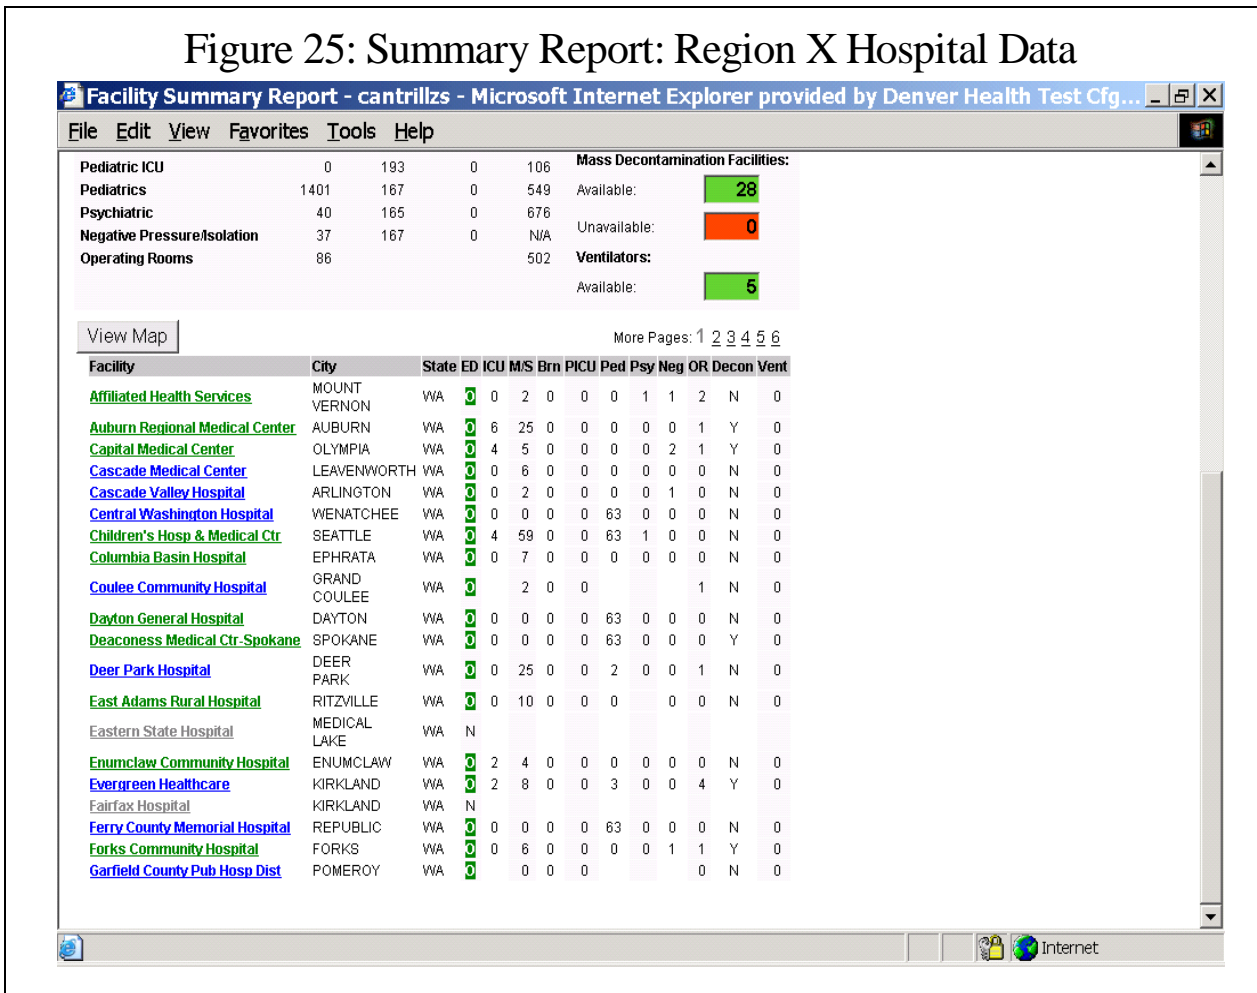 Figure 25: Summary Report: Region X Hospital Data
Facility Summary Report - cantrillzs - Microsoft Internet Explorer provided by Denver Health Test Cfg...
File Edit View Favorites Tools Help
Pediatric ICU 0 193 0 106
Pediatrics 1401 167 0 549
Psychiatric 40 165 0 676
Negative Pressure/Isolation 37 167 0 N/A
Operating Rooms 86 502
Mass Decontamination Facilities:
Available: 28
Unavailable: 0
Ventilators:
Available: 5
View Map
More Pages: 1 2 3 4 5 6
Facility City State ED ICU M/S Brn PICU Ped Psy Neg OR Decon Vent
Affiliated Health Services MOUNT VERNON WA O 0 2 0 0 0 1 1 2 N 0
Auburn Regional Medical Center AUBURN WA O 6 25 0 0 0 0 0 1 Y 0
Capital Medical Center OLYMPIA WA O 4 5 0 0 0 0 2 1 Y 0
Cascade Medical Center LEAVENWORTH WA O 0 6 0 0 0 0 0 0 N 0
Cascade Valley Hospital ARLINGTON WA O 0 2 0 0 0 0 1 0 N 0
Central Washington Hospital WENATCHEE WA O 0 0 0 0 63 0 0 0 N 0
Children's Hosp & Medical Ctr SEATTLE WA O 4 59 0 0 63 1 0 0 N 0
Columbia Basin Hospital EPHRATA WA O 0 7 0 0 0 0 0 0 N 0
Coulee Community Hospital GRAND COULEE WA O 2 0 0 1 N 0
Dayton General Hospital DAYTON WA O 0 0 0 0 63 0 0 0 N 0
Deaconess Medical Ctr-Spokane SPOKANE WA O 0 0 0 0 63 0 0 0 Y 0
Deer Park Hospital DEER PARK WA O 0 25 0 0 2 0 0 1 N 0
East Adams Rural Hospital RITZVILLE WA O 0 10 0 0 0 0 0 N 0
Eastern State Hospital MEDICAL LAKE WA N
Enumclaw Community Hospital ENUMCLAW WA O 2 4 0 0 0 0 0 0 N 0
Evergreen Healthcare KIRKLAND WA O 2 8 0 0 3 0 0 4 Y 0
Fairfax Hospital KIRKLAND WA N
Ferry County Memorial Hospital REPUBLIC WA O 0 0 0 0 63 0 0 0 N 0
Forks Community Hospital FORKS WA O 0 6 0 0 0 0 1 1 Y 0
Garfield County Pub Hosp Dist POMEROY WA O 0 0 0 0 N 0
Internet